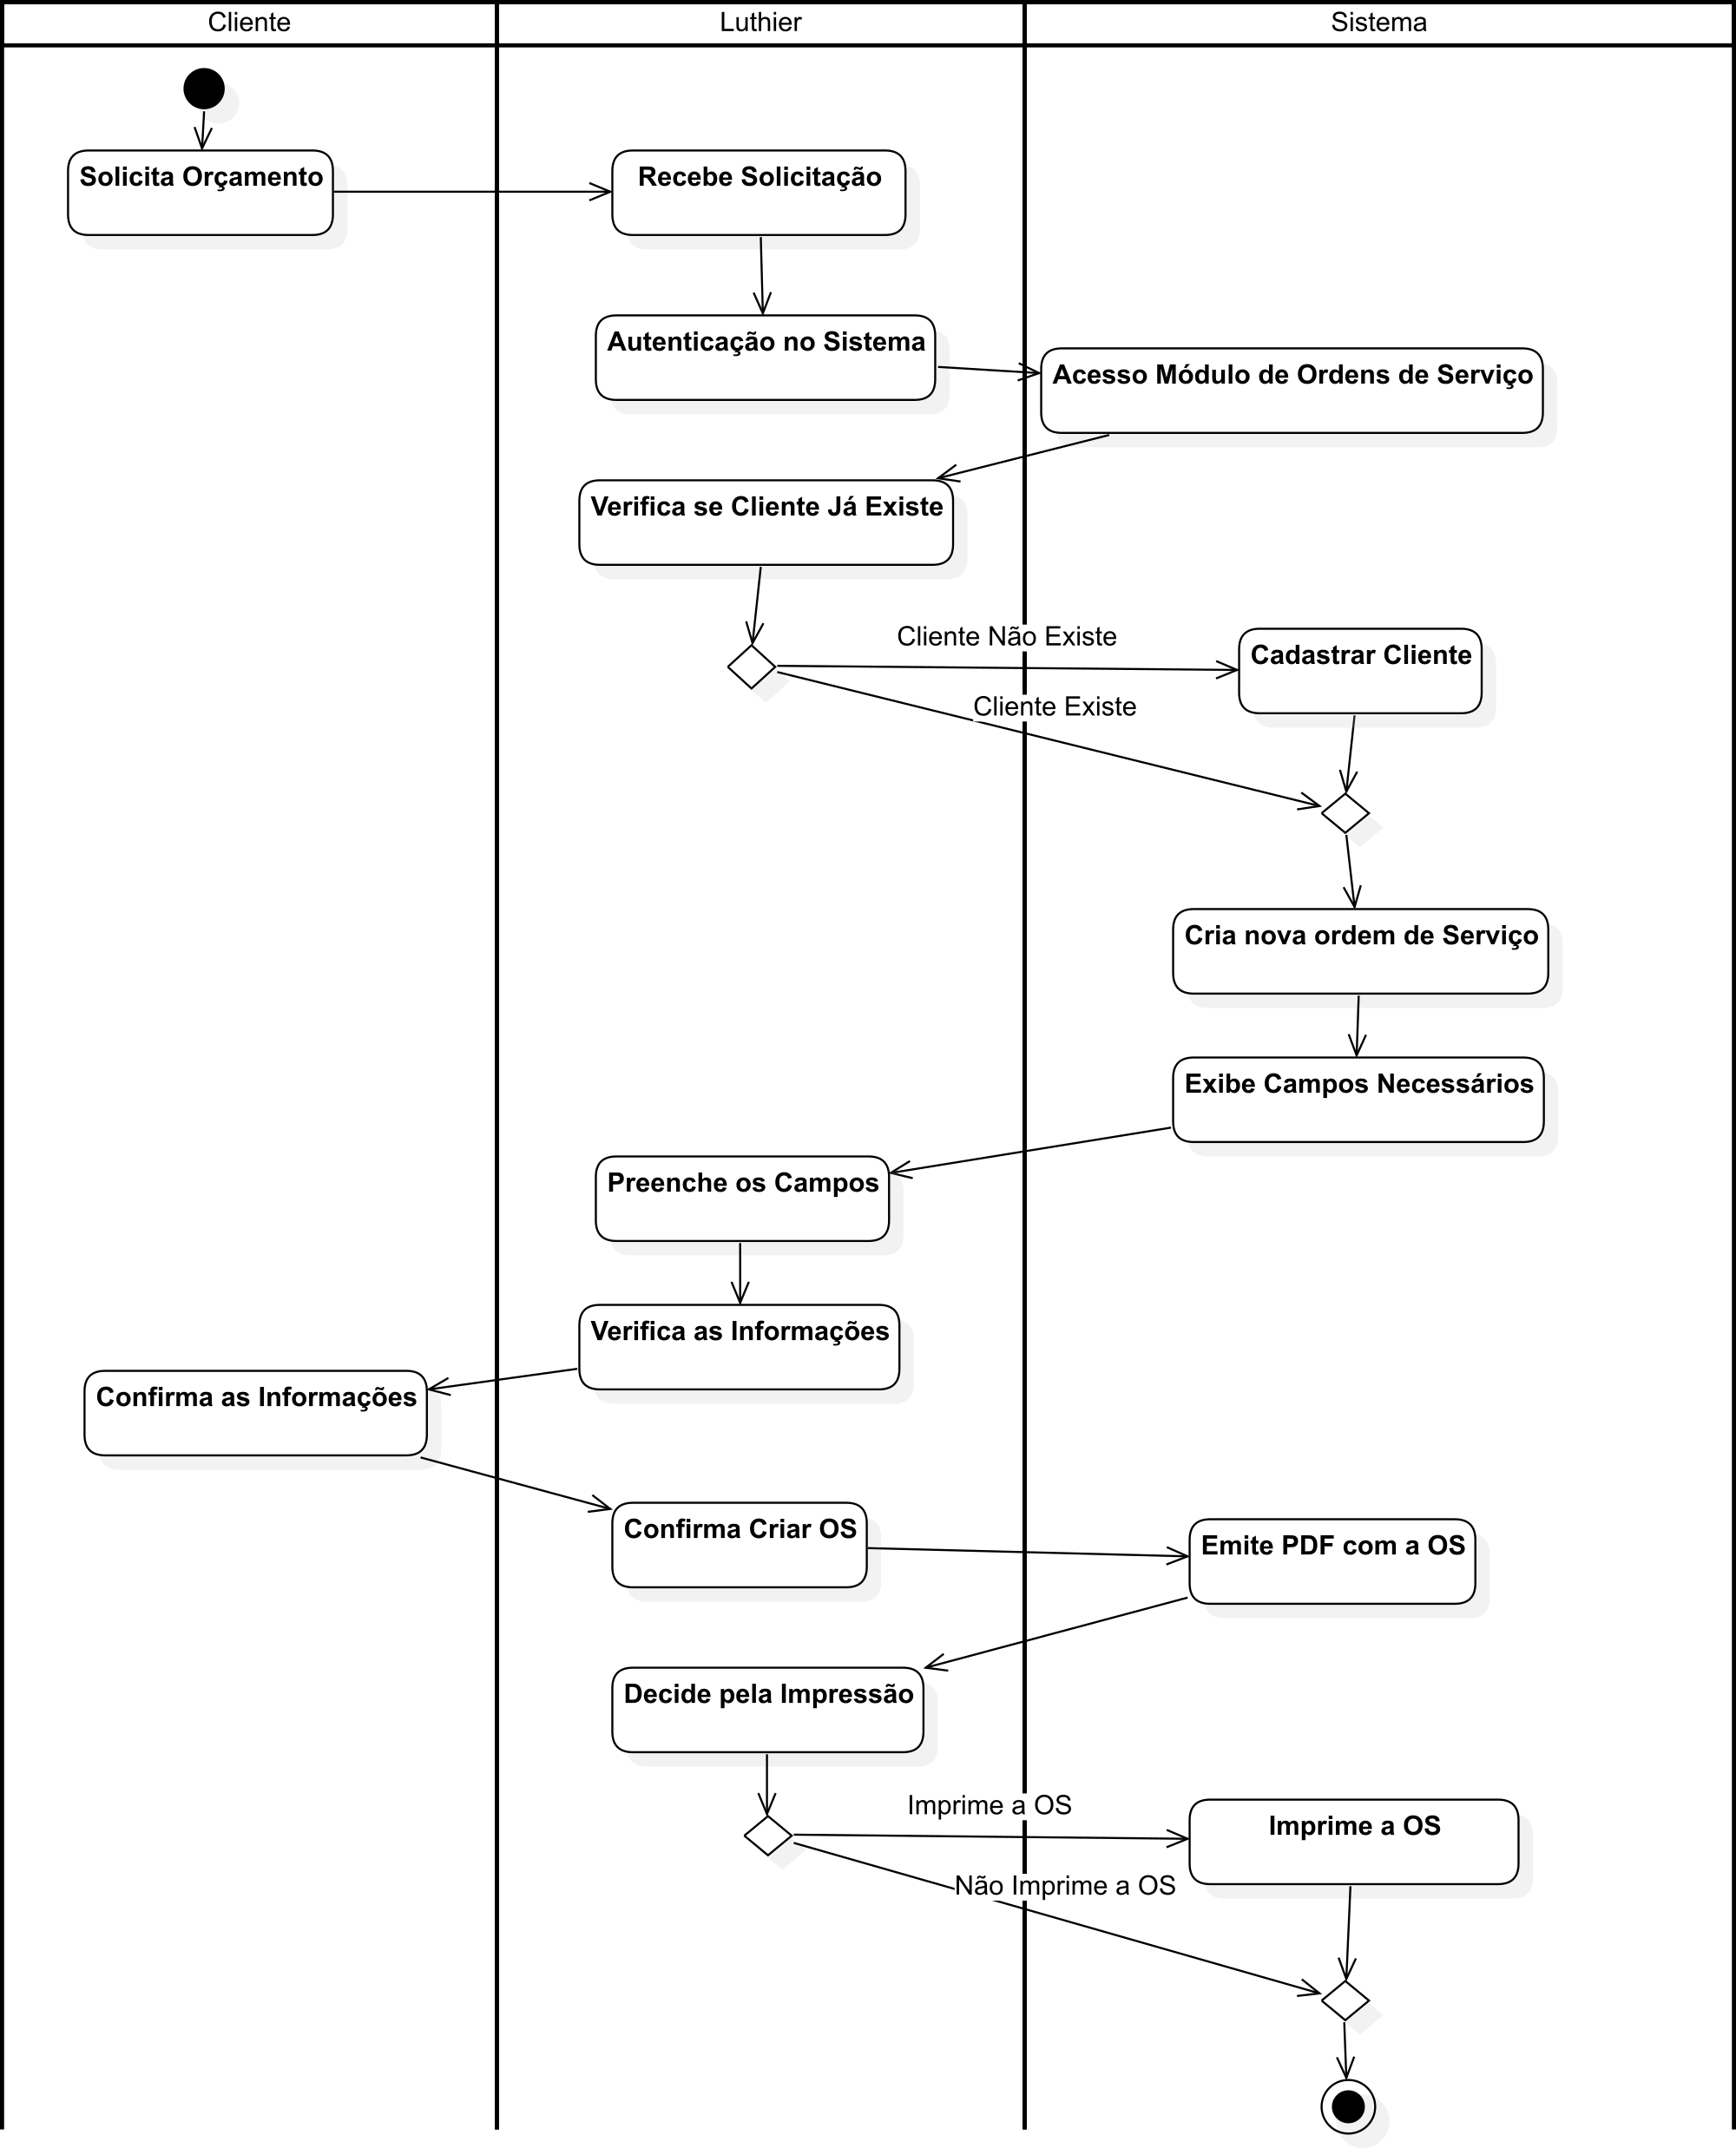 Cliente
Luthier
Sistema
Solicita Orçamento
Recebe Solicitação
Autenticação no Sistema
Acesso Módulo de Ordens de Serviço
Verifica se Cliente Já Existe
Cliente Não Existe
Cadastrar Cliente
Cliente Existe
Cria nova ordem de Serviço
Exibe Campos Necessários
Preenche os Campos
Verifica as Informações
Confirma as Informações
Confirma Criar OS
Emite PDF com a OS
Decide pela Impressão
Imprime a OS
Imprime a OS
Não Imprime a OS